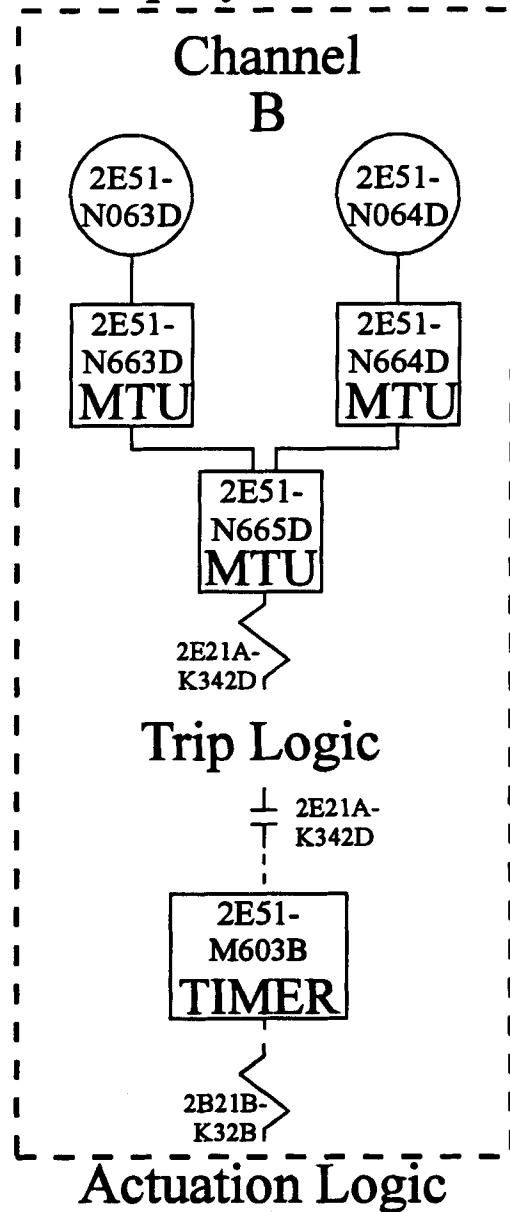 Channel
B
2E51-
N063D
2E51-
N064D
2E51-
N663D
MTU
2E51-
N664D
MTU
2E51-
N665D
MTU
2E21A-
K342D
Trip Logic
2E21A-
K342D
2E51-
M603B
TIMER
2B21B-
K32B
Actuation Logic